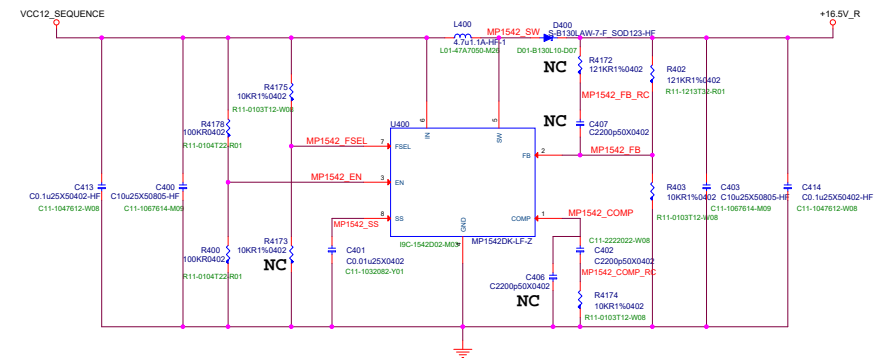 VCC12_SEQUENCE
+16.5V_R
L400
4.7u1.1A-HF-1
L01-47A7050-M26
MP1542_SW
D400
S-B130LAW-7-F_SOD123-HF
D01-B130L10-D07
NC
R4172
121KR1%0402
R402
121KR1%0402
R11-1213T32-R01
MP1542_FB_RC
R4175
10KR1%0402
R11-0103T12-W08
R4178
100KR0402
R11-0104T22-R01
NC
C407
C2200p50X0402
U400
6
IN
5
SW
MP1542_FSEL
7
FSEL
FB
2
MP1542_FB
MP1542_EN
3
EN
C413
C0.1u25X50402-HF
C11-1047612-W08
C400
C10u25X50805-HF
C11-1067614-M09
R403
10KR1%0402
R11-0103T12-W08
C403
C10u25X50805-HF
C11-1067614-M09
C414
C0.1u25X50402-HF
C11-1047612-W08
8
SS
MP1542_SS
COMP
1
MP1542_COMP
GND
4
I9C-1542D02-M03
MP1542DK-LF-Z
R400
100KR0402
R11-0104T22-R01
R4173
10KR1%0402
NC
C401
C0.01u25X0402
C11-1032082-Y01
C11-2222022-W08
C402
C2200p50X0402
MP1542_COMP_RC
C406
C2200p50X0402
NC
R4174
10KR1%0402
R11-0103T12-W08